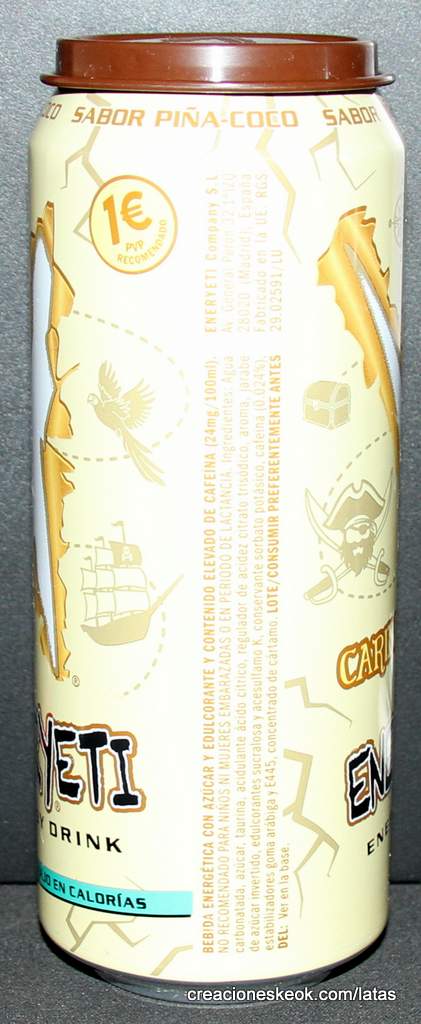 CO SABOR PIÑA-COCO SABOR
1€
PVP
RECOMENDADO
ENERYETI Company S.L
Av. General Perón 32,
28020 (Madrid), España
Fabricado en la UE RGS
29.02591/LU
BEBIDA ENERGÉTICA CON AZÚCAR Y EDULCORANTE Y CONTENIDO ELEVADO DE CAFEÍNA (24mg/100ml).
NO RECOMENDADO PARA NIÑOS NI MUJERES EMBARAZADAS O EN PERIODO DE LACTANCIA Ingredientes: Agua
carbonatada, azúcar, taurina, acidulante ácido cítrico, regulador de acidez citrato trisódico, aroma, jarabe
de azúcar invertido, edulcorantes sucralosa y acesulfamo K, conservante sorbato potásico, cafeína (0.024%),
estabilizadores goma arábiga y E445, concentrado de cartamo. LOTE/CONSUMIR PREFERENTEMENTE ANTES
DEL: Ver en la base.
CARI
YETI
®
Y DRINK
JO EN CALORÍAS
EN
ENE
creacioneskeok.com/latas